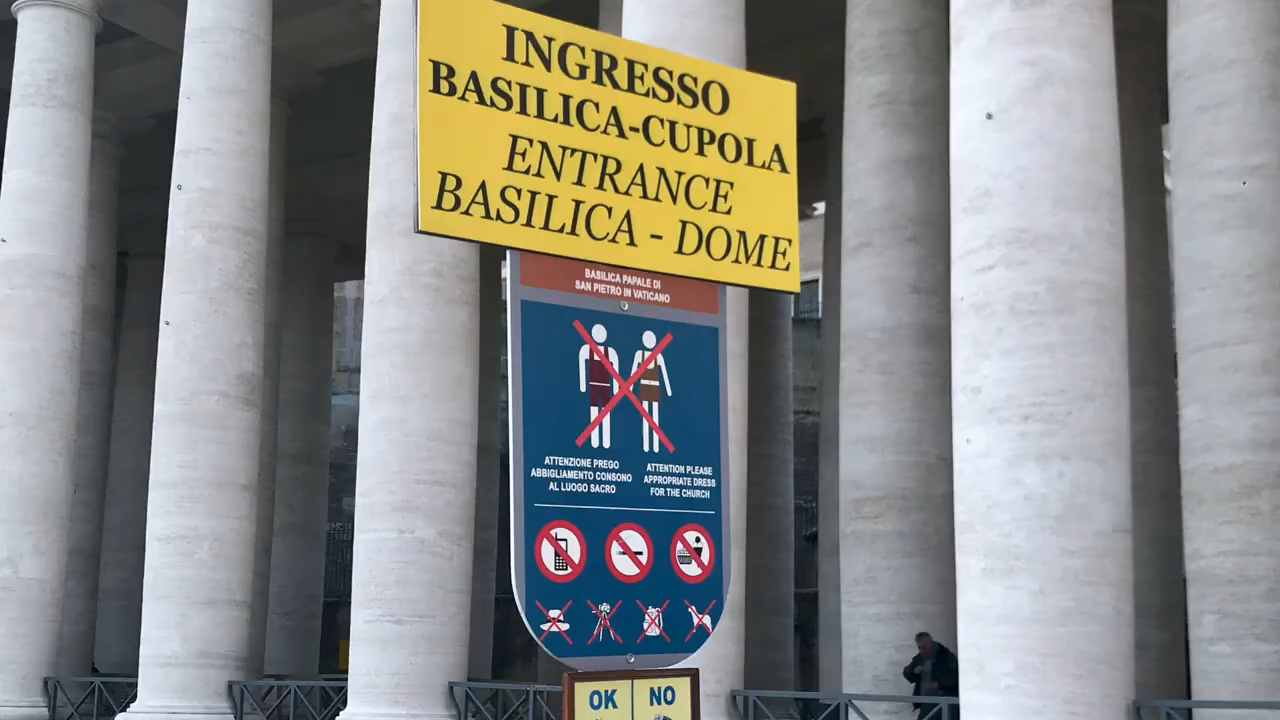 INGRESSO
BASILICA-CUPOLA
ENTRANCE
BASILICA - DOME
BASILICA PAPALE DI
SAN PIETRO IN VATICANO
ATTENZIONE PREGO
ABBIGLIAMENTO CONSONO
AL LUOGO SACRO
ATTENTION PLEASE
APPROPRIATE DRESS
FOR THE CHURCH
OK NO